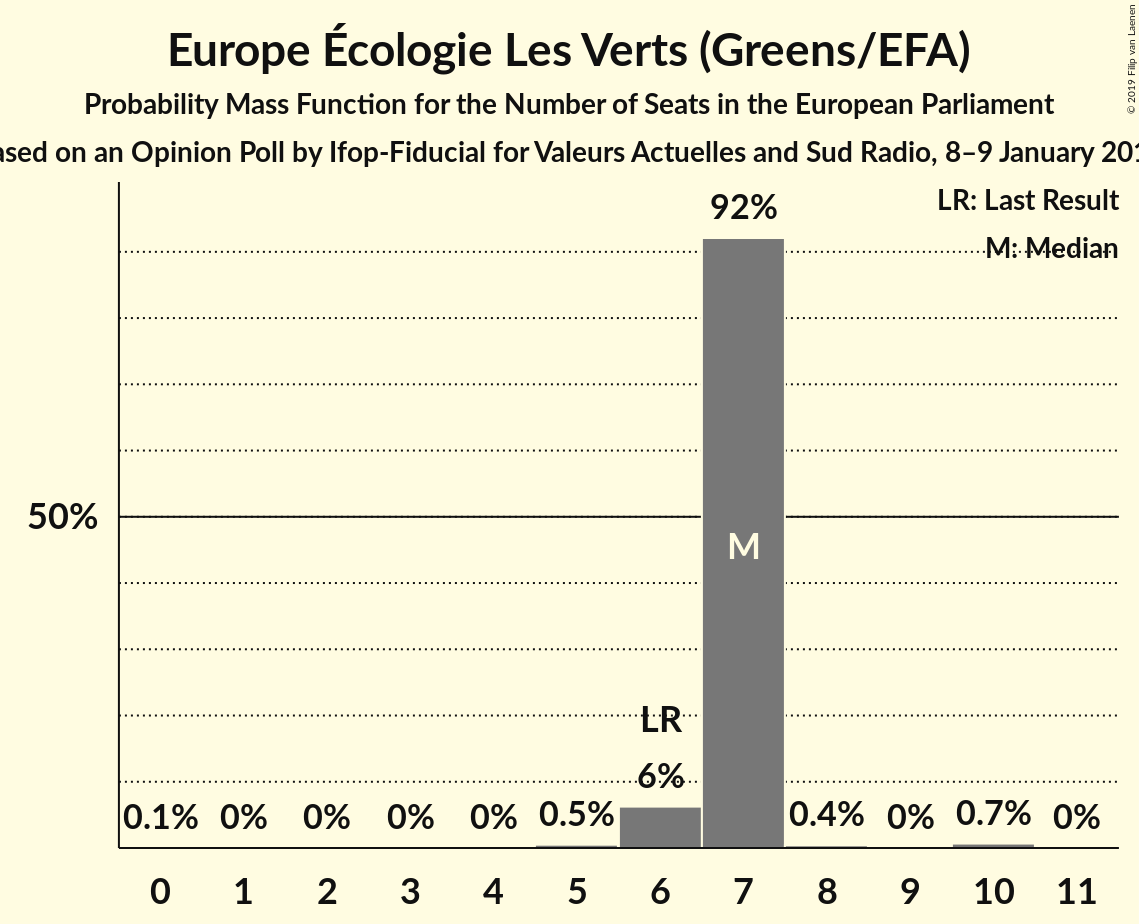 Europe Écologie Les Verts (Greens/EFA)
Probability Mass Function for the Number of Seats in the European Parliament
on an Opinion Poll by Ifop-Fiducial for Valeurs Actuelles and Sud Radio, 8–9 January
© 2019 Filip van Laenen
LR: Last Result
M: Median
92%
50%
M
LR
6%
0.1% 0% 0% 0% 0% 0.5% 0.4% 0% 0.7% 0%
0 1 2 3 4 5 6 7 8 9 10 11